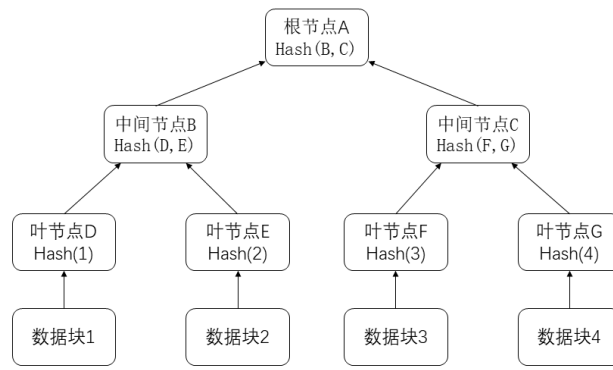 根节点A
Hash(B,C)
中间节点B
Hash(D,E)
中间节点C
Hash(F,G)
叶节点D
Hash(1)
叶节点E
Hash(2)
叶节点F
Hash(3)
叶节点G
Hash(4)
数据块1
数据块2
数据块3
数据块4